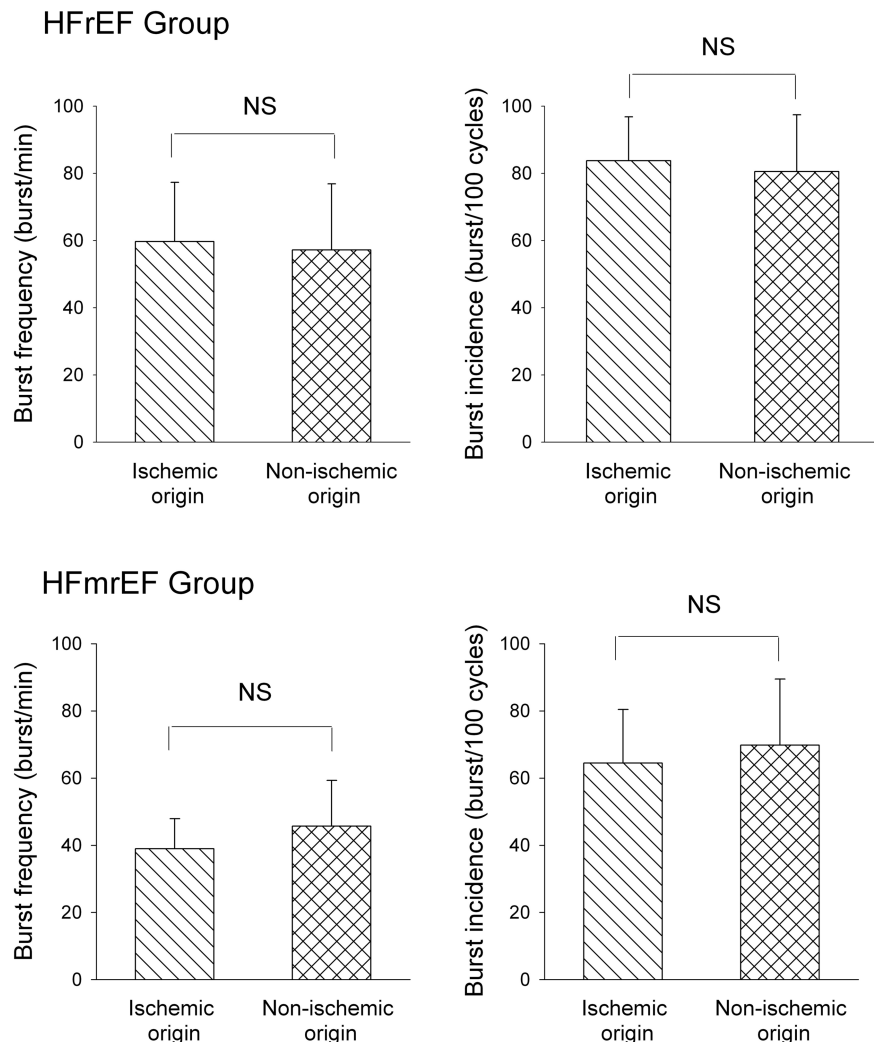 HFrEF Group
Burst frequency (burst/min)
100
80
60
40
20
0
NS
Ischemic
origin
Non-ischemic
origin
Burst incidence (burst/100 cycles)
100
80
60
40
20
0
NS
Ischemic
origin
Non-ischemic
origin
HFmrEF Group
Burst frequency (burst/min)
100
80
60
40
20
0
NS
Ischemic
origin
Non-ischemic
origin
Burst incidence (burst/100 cycles)
100
80
60
40
20
0
NS
Ischemic
origin
Non-ischemic
origin